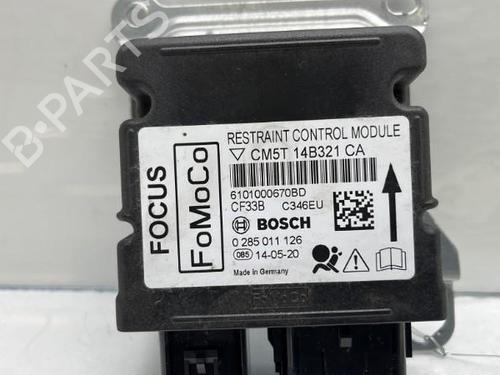 RESTRAINT CONTROL MODULE
CM5T 14B321 CA
6101000670BD
CF33B C346EU
BOSCH
0 285 011 126
085 14-05-20
Made in Germany
FOCUS
FoMoCo
B-PARTS
FoMoCo